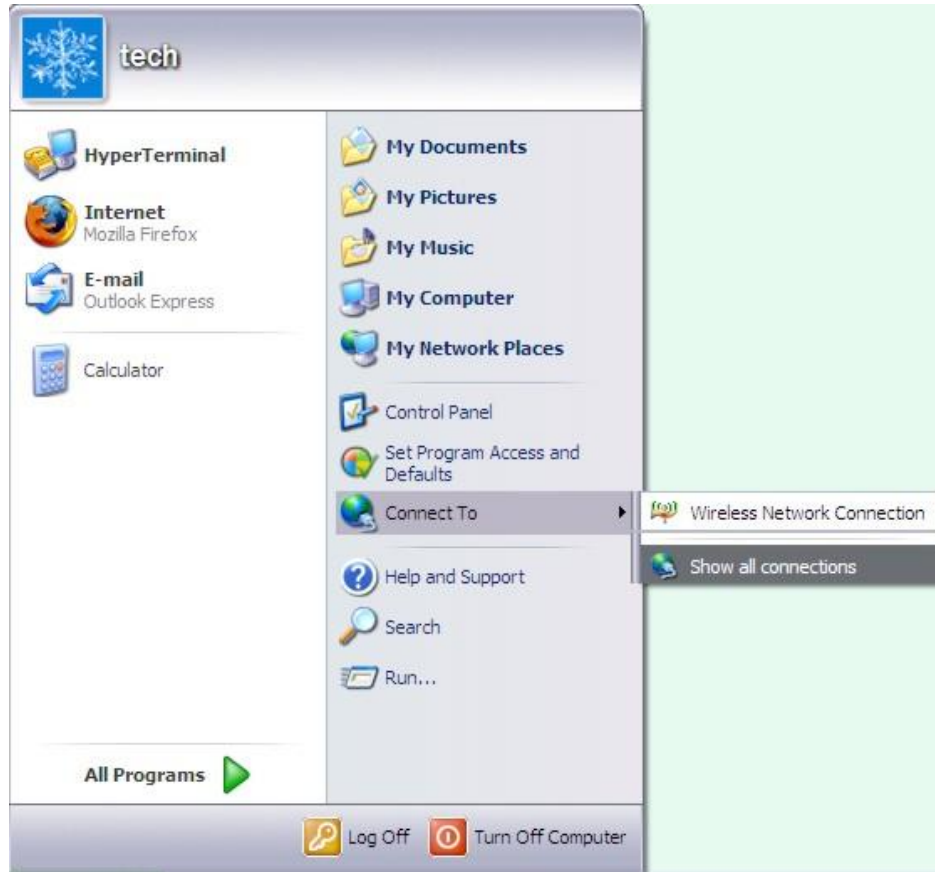 tech
HyperTerminal
Internet
Mozilla Firefox
E-mail
Outlook Express
Calculator
All Programs
My Documents
My Pictures
My Music
My Computer
My Network Places
Control Panel
Set Program Access and
Defaults
Connect To
Wireless Network Connection
Show all connections
Help and Support
Search
Run...
Log Off
Turn Off Computer